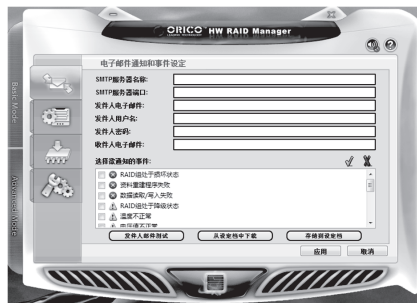 ORICO HW RAID Manager
电子邮件通知和事件设定
SMTP服务器名称:
SMTP服务器端口:
发件人电子邮件:
发件人用户名:
发件人密码:
收件人电子邮件:
选择欲通知的事件:
RAID组处于损坏状态
资料重建程序失败
数据读取/写入失败
RAID组处于降级状态
温度不正常
电压值不正常
发件人邮件测试
从设定档中下载
存储到设定档
应用
取消
Basic Mode
Advanced Mode